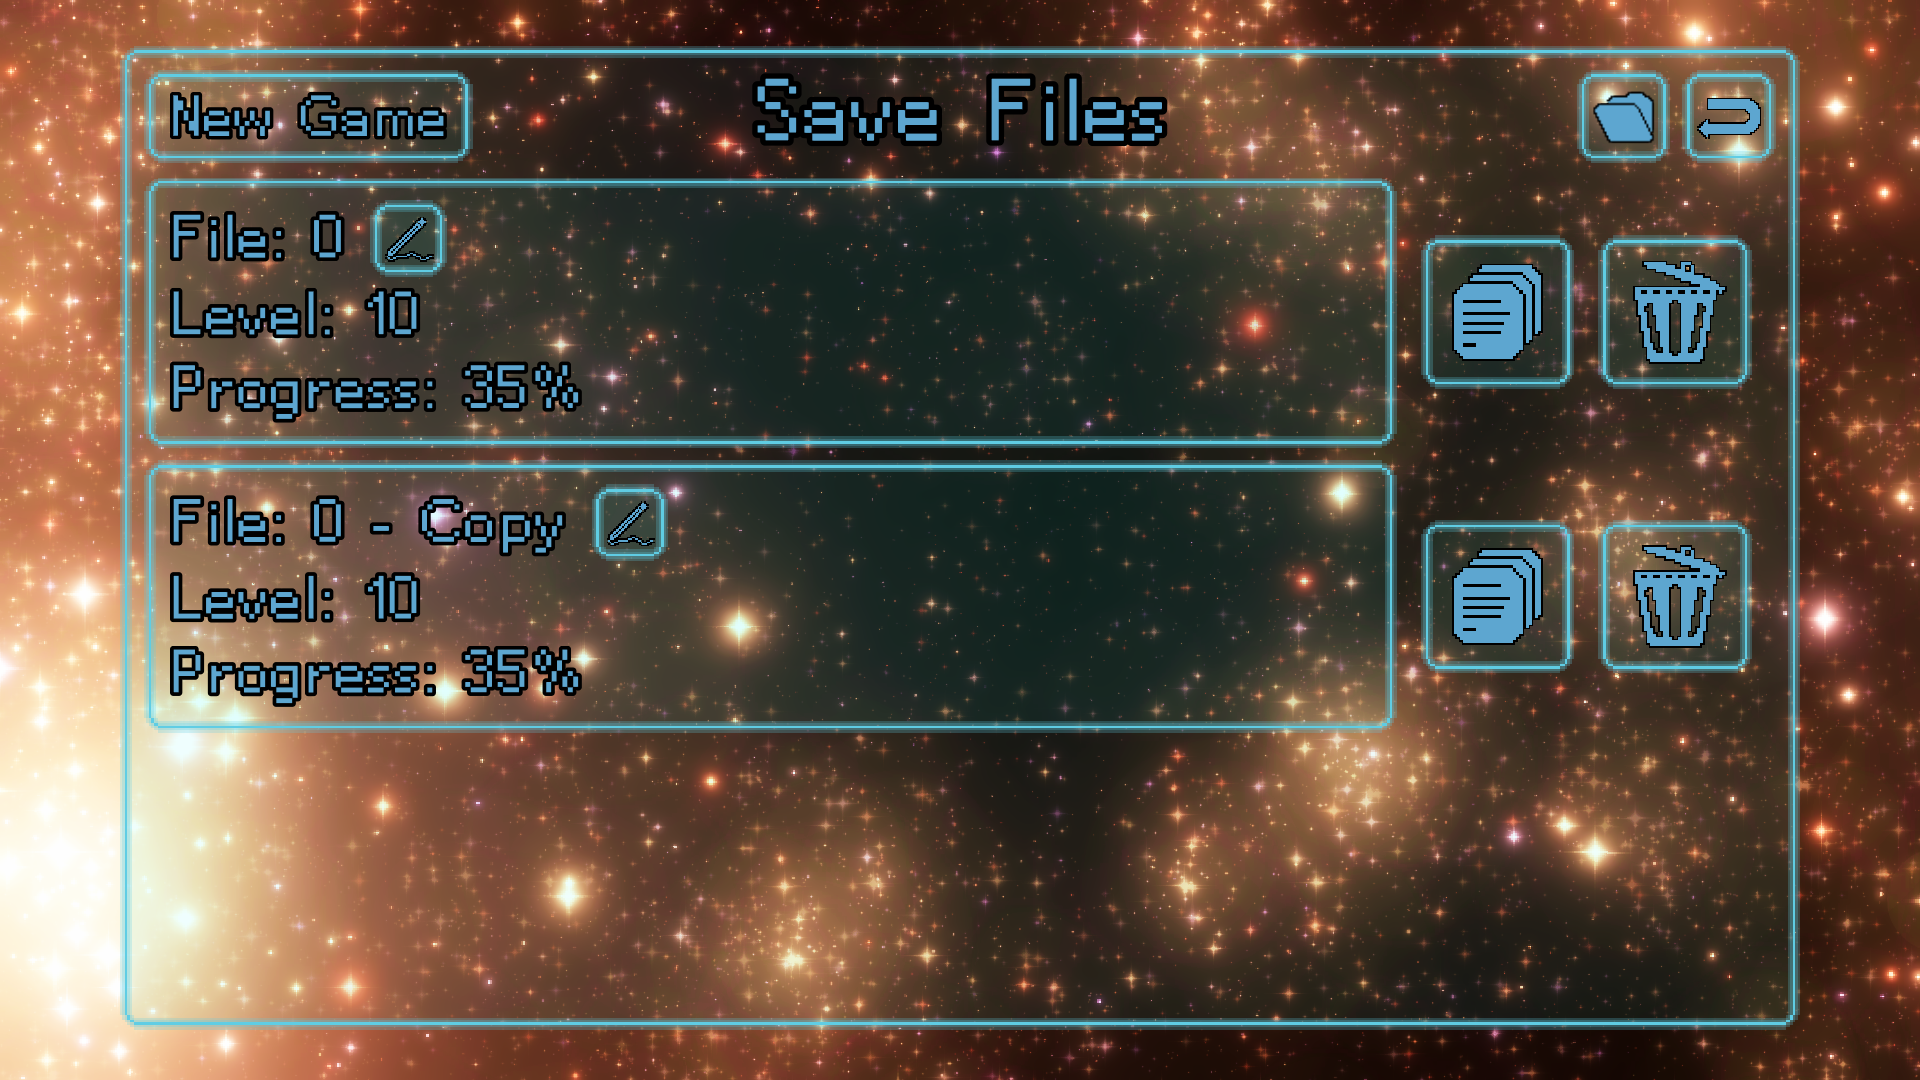 New Game
Save Files
File: 0
Level: 10
Progress: 35%
File: 0 - Copy
Level: 10
Progress: 35%